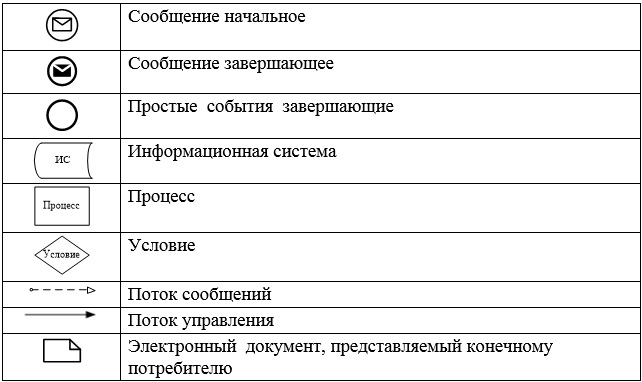 Сообщение начальное
Сообщение завершающее
Простые события завершающие
ИС
Информационная система
Процесс
Процесс
Условие
Условие
Поток сообщений
Поток управления
Электронный документ, представляемый конечному
потребителю